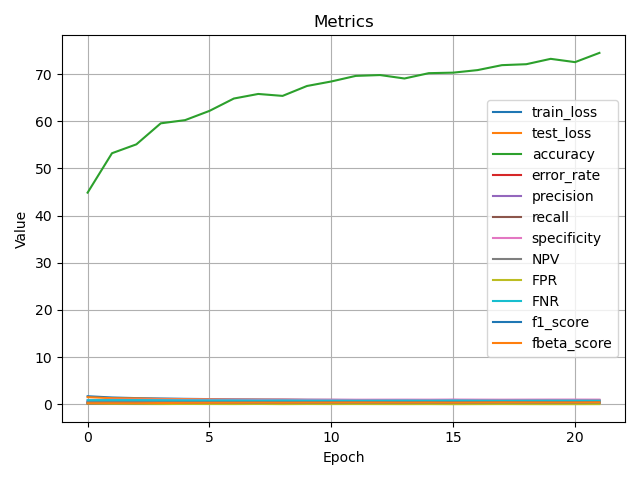 Metrics
70
60
50
40
30
20
10
0
Value
train_loss
test_loss
accuracy
error_rate
precision
recall
specificity
NPV
FPR
FNR
f1_score
fbeta_score
0 5 10 15 20
Epoch